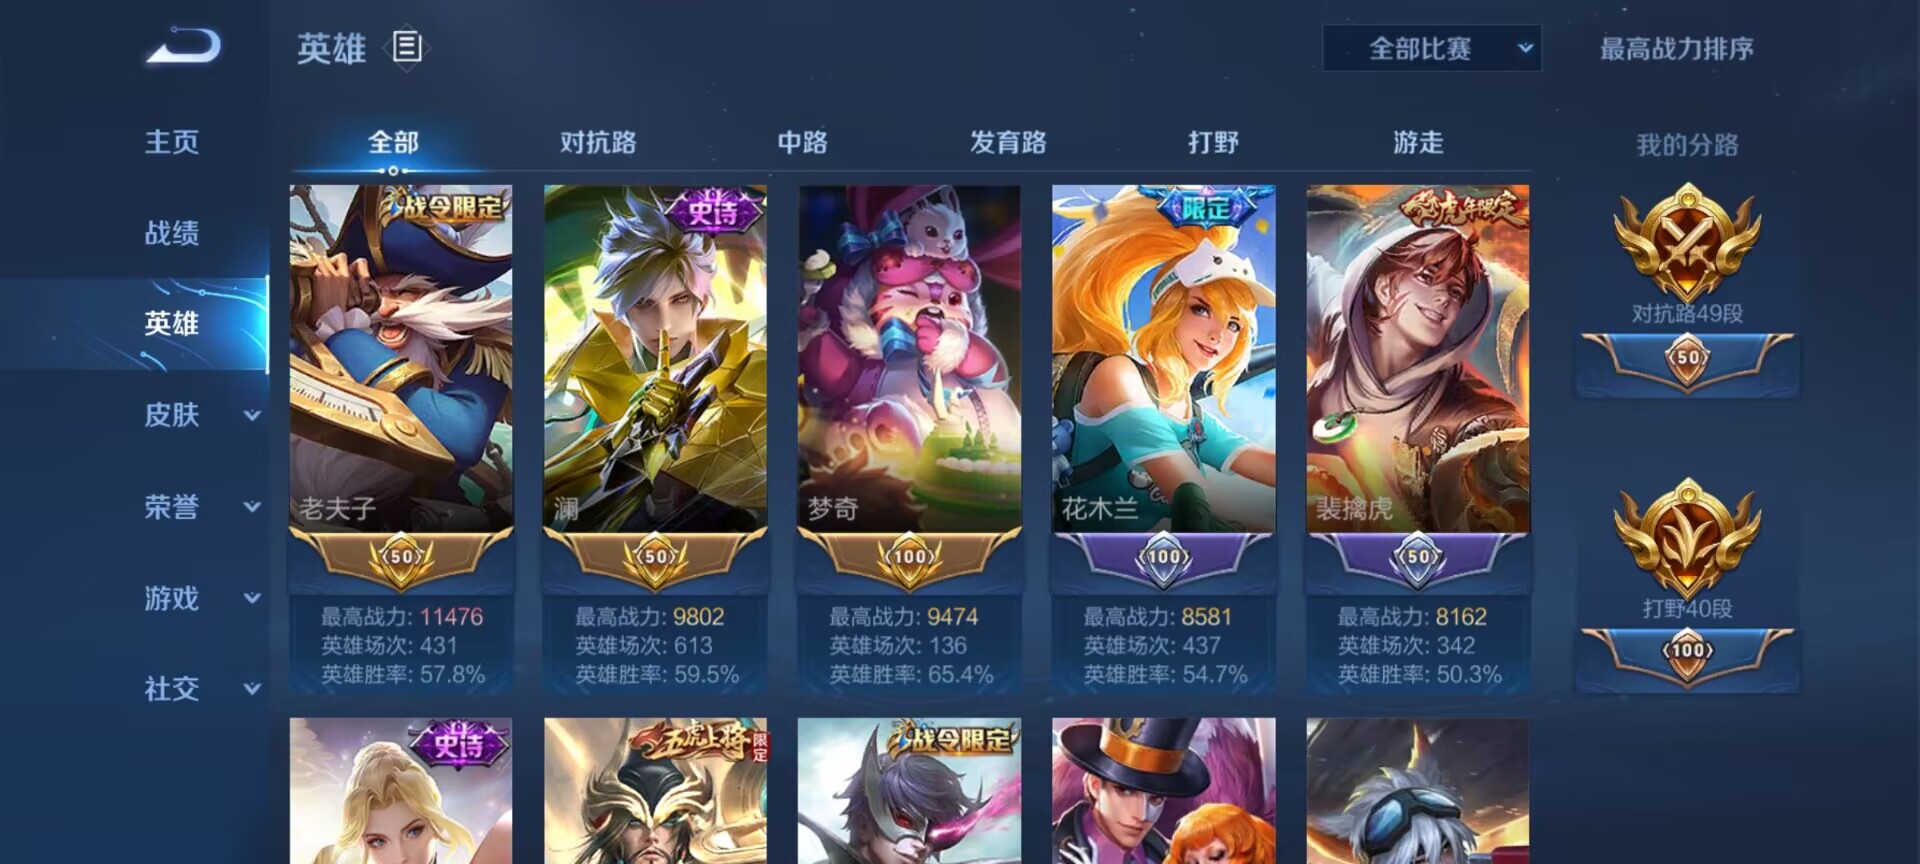 英雄
全部比赛
最高战力排序
主页
战绩
英雄
皮肤
荣誉
游戏
社交
全部
对抗路
中路
发育路
打野
游走
我的分路
战令限定
老夫子
50
最高战力: 11476
英雄场次: 431
英雄胜率: 57.8%
史诗
澜
50
最高战力: 9802
英雄场次: 613
英雄胜率: 59.5%
梦奇
100
最高战力: 9474
英雄场次: 136
英雄胜率: 65.4%
限定
花木兰
100
最高战力: 8581
英雄场次: 437
英雄胜率: 54.7%
虎年限定
裴擒虎
50
最高战力: 8162
英雄场次: 342
英雄胜率: 50.3%
对抗路49段
50
打野40段
100
史诗
五虎上将
限定
战令限定